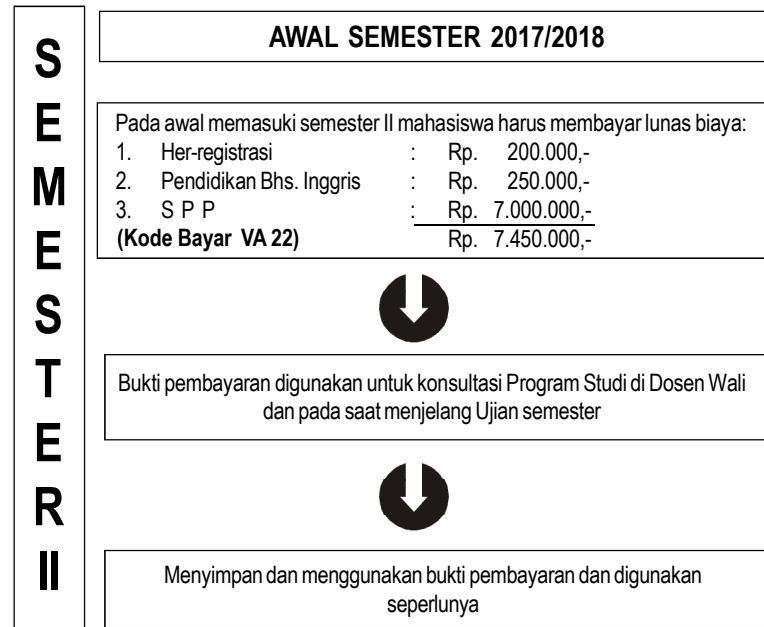 SEMESTER II
AWAL SEMESTER 2017/2018
Pada awal memasuki semester II mahasiswa harus membayar lunas biaya:
1. Her-registrasi : Rp. 200.000,-
2. Pendidikan Bhs. Inggris : Rp. 250.000,-
3. S P P : Rp. 7.000.000,-
(Kode Bayar VA 22) Rp. 7.450.000,-
Bukti pembayaran digunakan untuk konsultasi Program Studi di Dosen Wali
dan pada saat menjelang Ujian semester
Menyimpan dan menggunakan bukti pembayaran dan digunakan
seperlunya